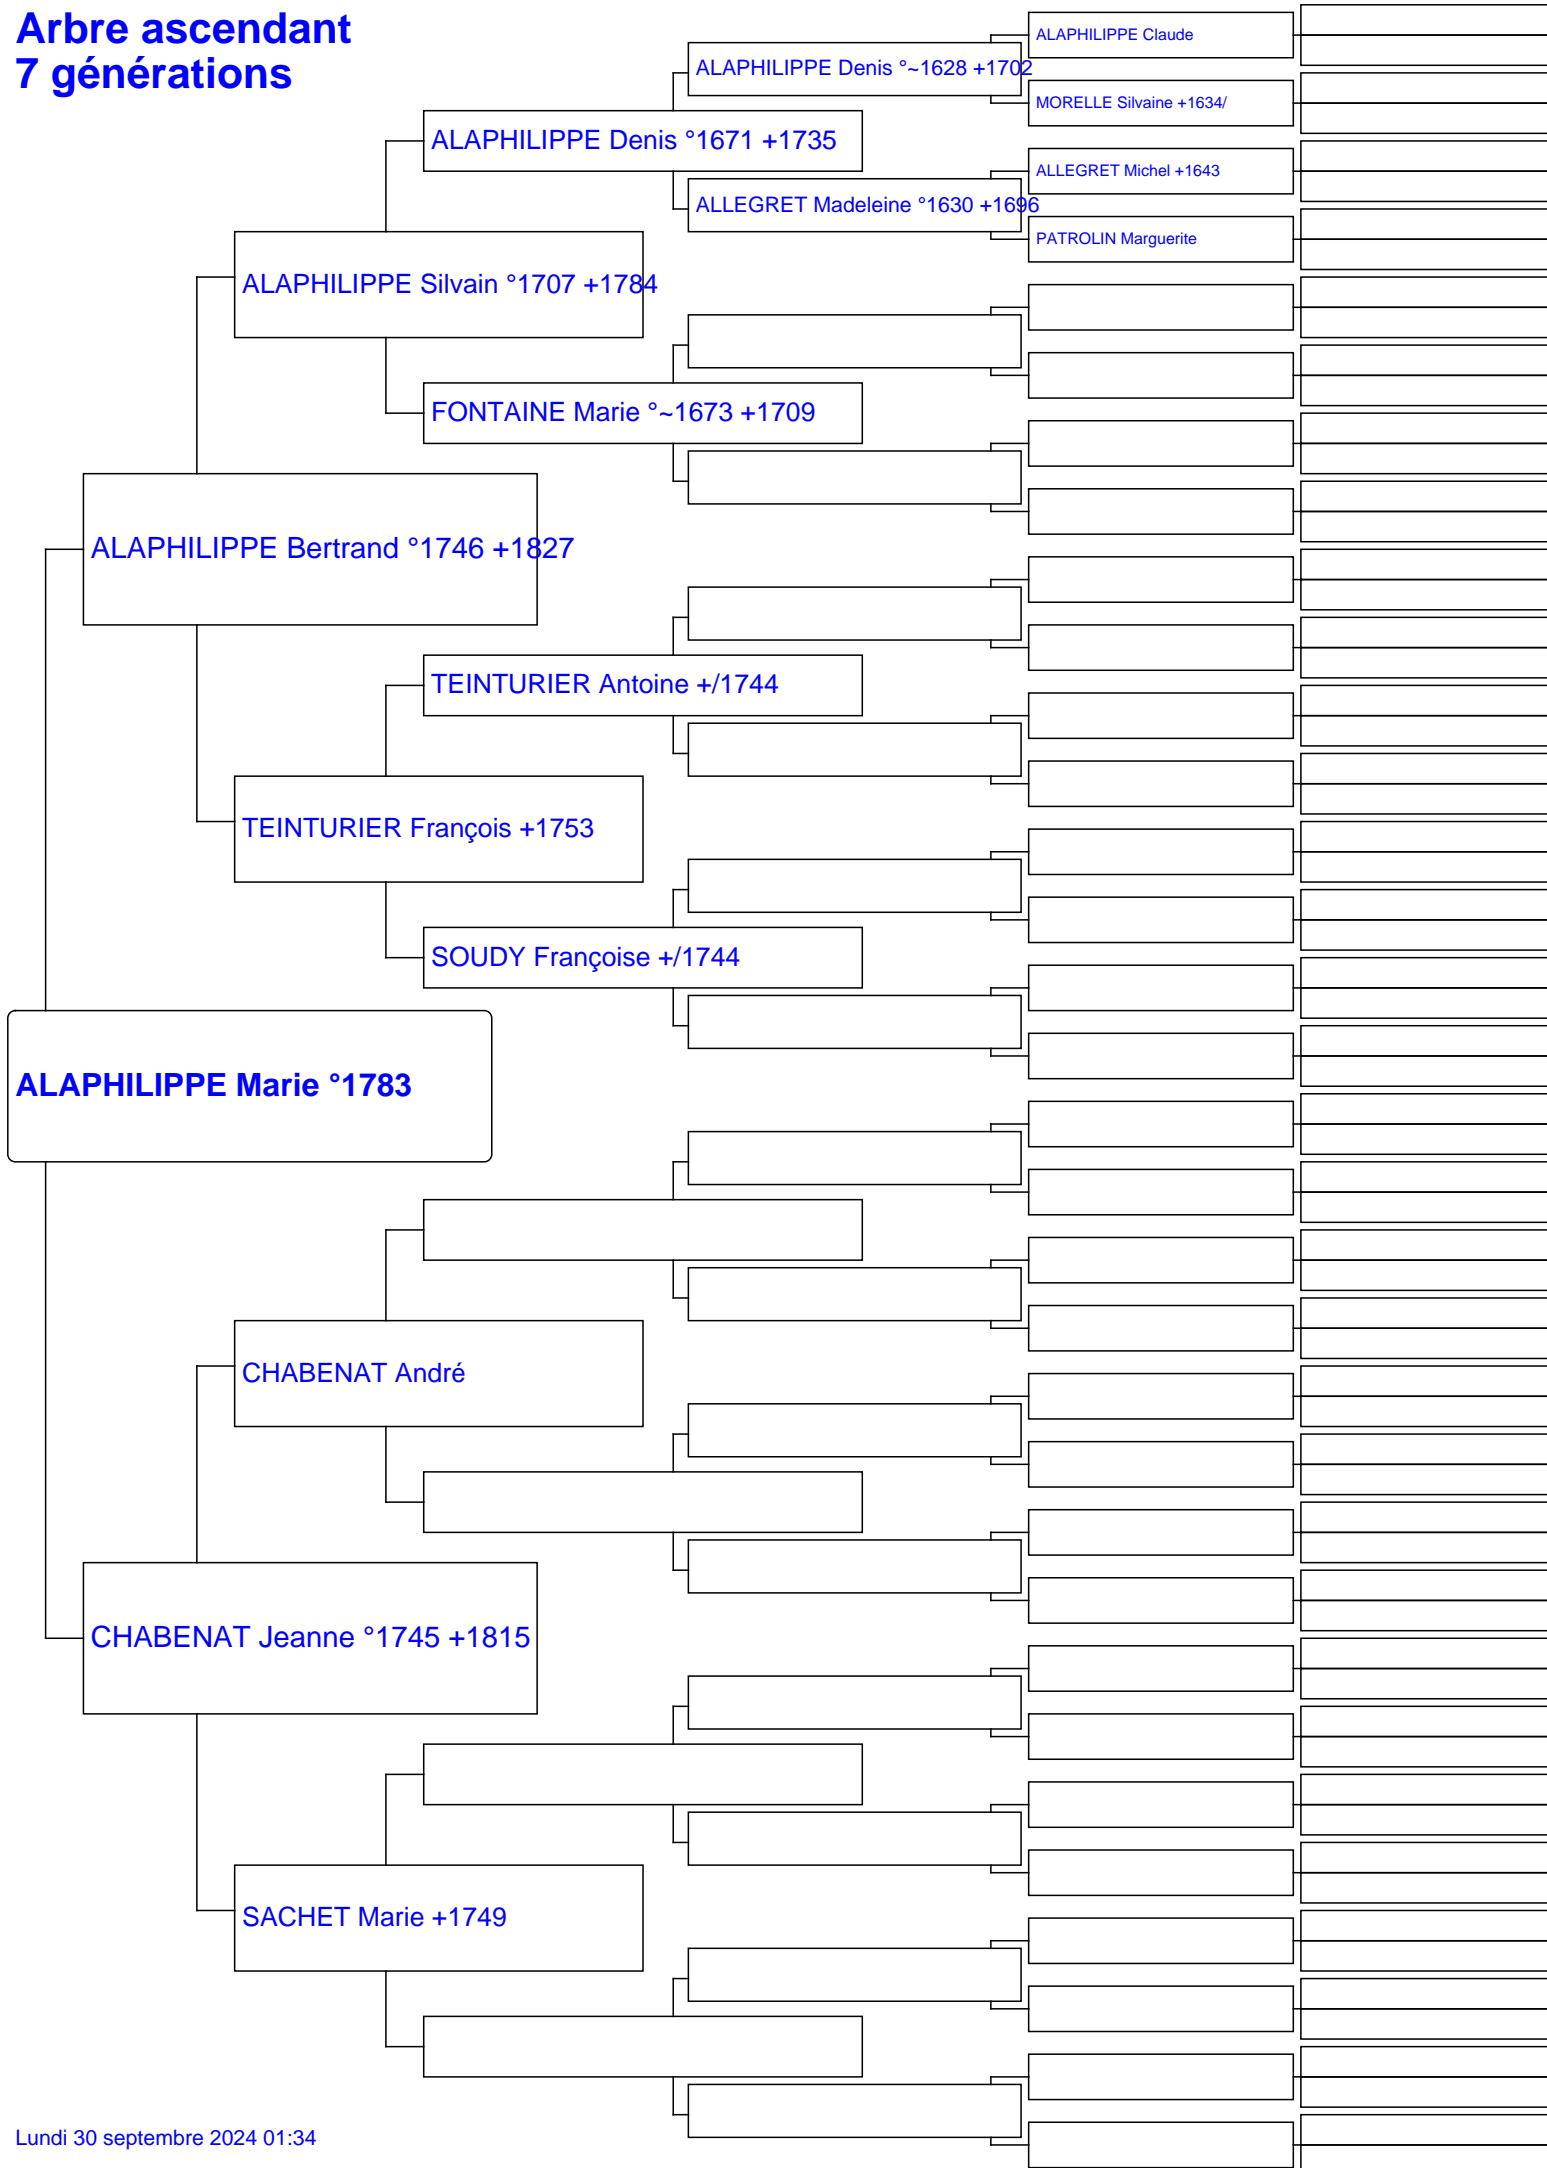 Arbre ascendant
7 générations
ALAPHILIPPE Claude
ALAPHILIPPE Denis °~1628 +1702
MORELLE Silvaine +1634/
ALAPHILIPPE Denis °1671 +1735
ALLEGRET Michel +1643
ALLEGRET Madeleine °1630 +1696
PATROLIN Marguerite
ALAPHILIPPE Silvain °1707 +1784
FONTAINE Marie °~1673 +1709
ALAPHILIPPE Bertrand °1746 +1827
TEINTURIER Antoine +/1744
TEINTURIER François +1753
SOUDY Françoise +/1744
ALAPHILIPPE Marie °1783
CHABENAT André
CHABENAT Jeanne °1745 +1815
SACHET Marie +1749
Lundi 30 septembre 2024 01:34